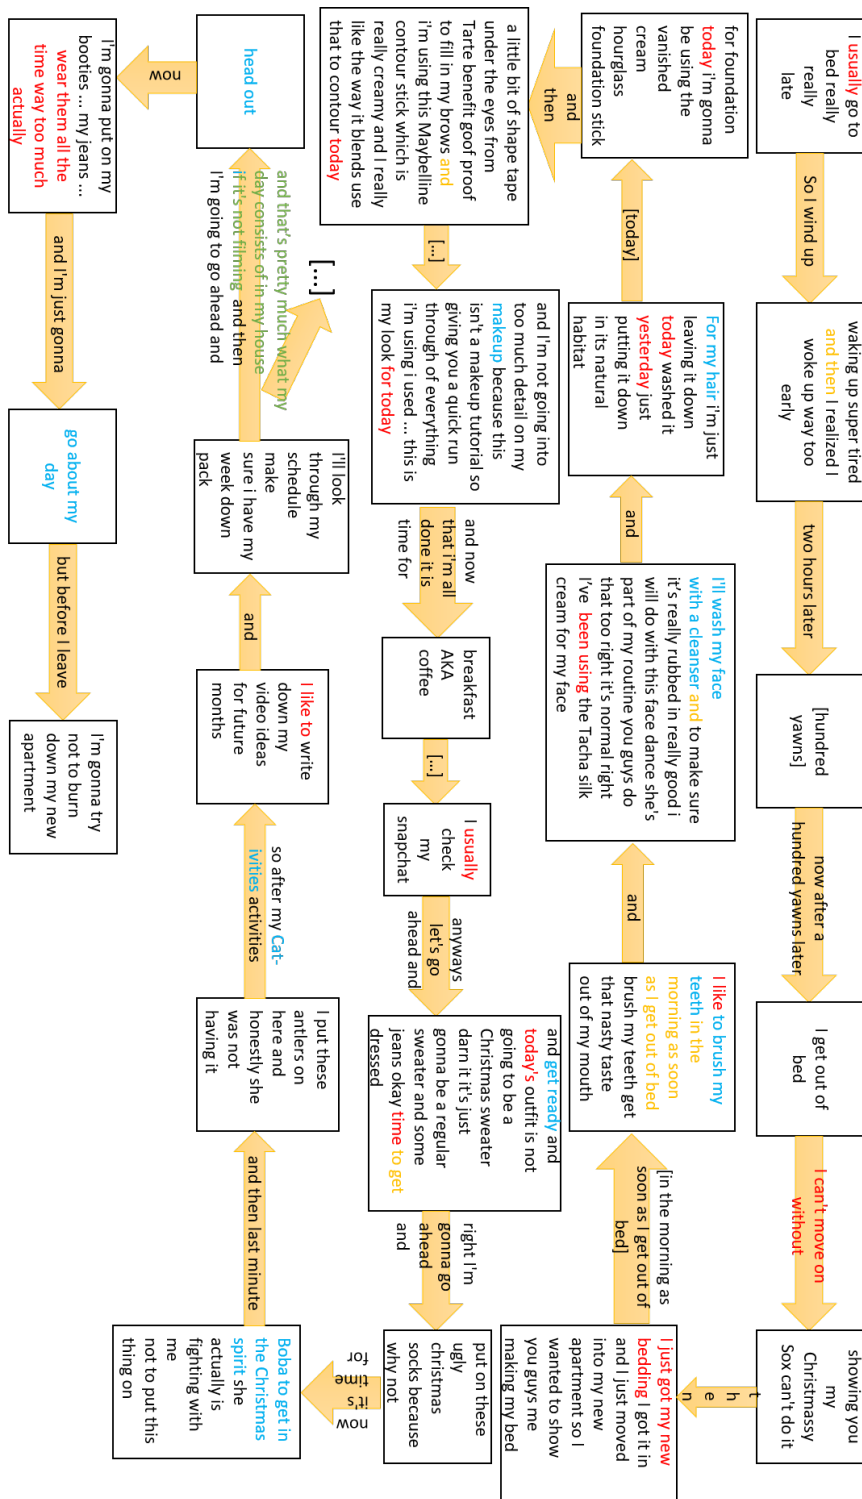 I usually go to
bed really
really
late
So I wind up
waking up super tired
and then I realized I
woke up way too
early
two hours later
[hundred
yawns]
now after a
hundred yawns later
I get out of
bed
I can't move on
without
showing you
my
Christmassy
Sox can't do it
t
h
e
n
I just got my new
bedding I got it in
and I just moved
into my new
apartment so I
wanted to show
you guys me
making my bed
[in the morning as
soon as I get out of
bed]
I like to brush my
teeth in the
morning as soon
as I get out of bed
brush my teeth get
that nasty taste
out of my mouth
and
I'll wash my face
with a cleanser and to make sure
it's really rubbed in really good i
will do with this face dance she's
part of my routine you guys do
that too right it's normal right
I've been using the Tacha silk
cream for my face
and
For my hair i'm just
leaving it down
today washed it
yesterday just
putting it down
in its natural
habitat
[today]
for foundation
today i'm gonna
be using the
vanished
cream
hourglass
foundation stick
and
then
a little bit of shape tape
under the eyes from
Tarte benefit goof proof
to fill in my brows and
i'm using this Maybelline
contour stick which is
really creamy and I really
like the way it blends use
that to contour today
[...]
and I'm not going into
too much detail on my
makeup because this
isn't a makeup tutorial so
giving you a quick run
through of everything
i'm using i used ... this is
my look for today
and now
that i'm all
done it is
time for
breakfast
AKA
coffee
[...]
I usually
check
my
snapchat
anyways
let's go
ahead and
and get ready and
today's outfit is not
going to be a
Christmas sweater
darn it it's just
gonna be a regular
sweater and some
jeans okay time to get
dressed
right I'm
gonna go
ahead
and
put on these
ugly
christmas
socks because
why not
now
it's
time
for
Boba to get in
the Christmas
spirit she
actually is
fighting with
me
not to put this
thing on
and then last minute
I put these
antlers on
here and
honestly she
was not
having it
so after my Cat-
ivities activities
I like to write
down my
video ideas
for future
months
and
I'll look
through my
schedule
make
sure i have my
week down
pack
[...]
and that's pretty much what my
day consists of in my house
if it's not filming and then
I'm going to go ahead and
head out
now
I'm gonna put on my
booties ... my jeans ...
wear them all the
time way too much
actually
and I'm just gonna
go about my
day
but before I leave
I'm gonna try
not to burn
down my new
apartment